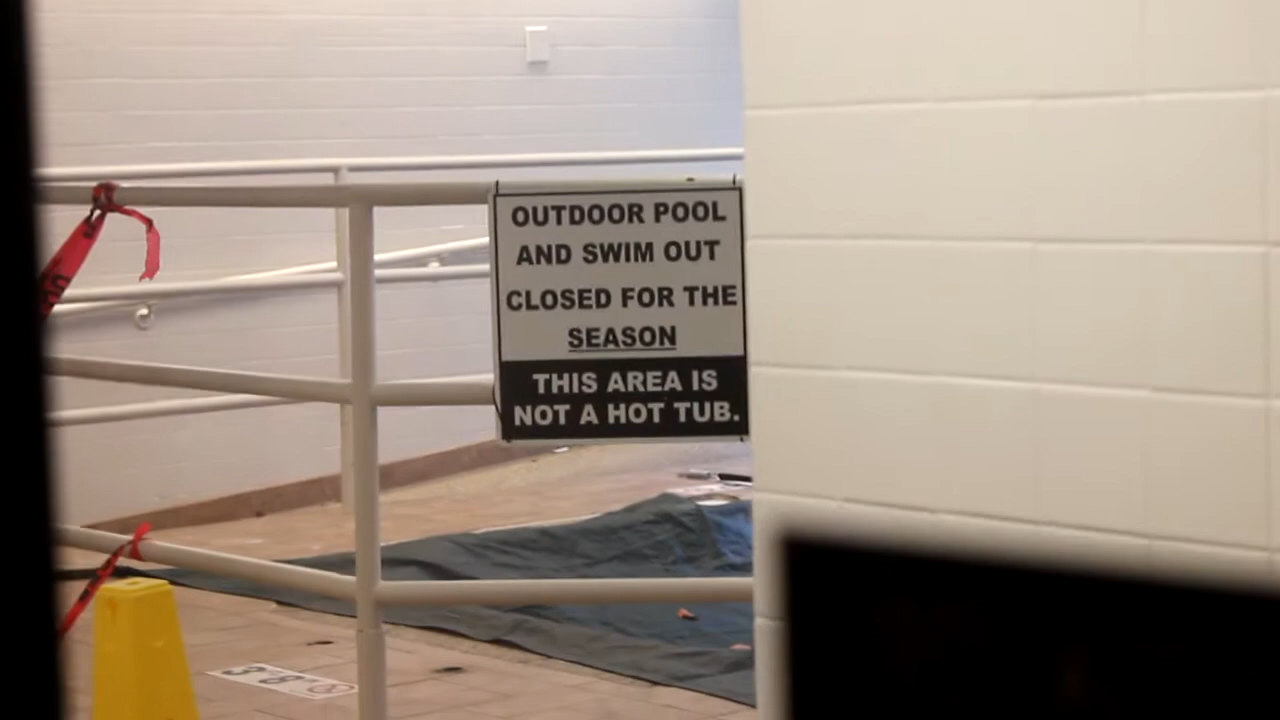 OUTDOOR POOL
AND SWIM OUT
CLOSED FOR THE
SEASON
THIS AREA IS
NOT A HOT TUB.